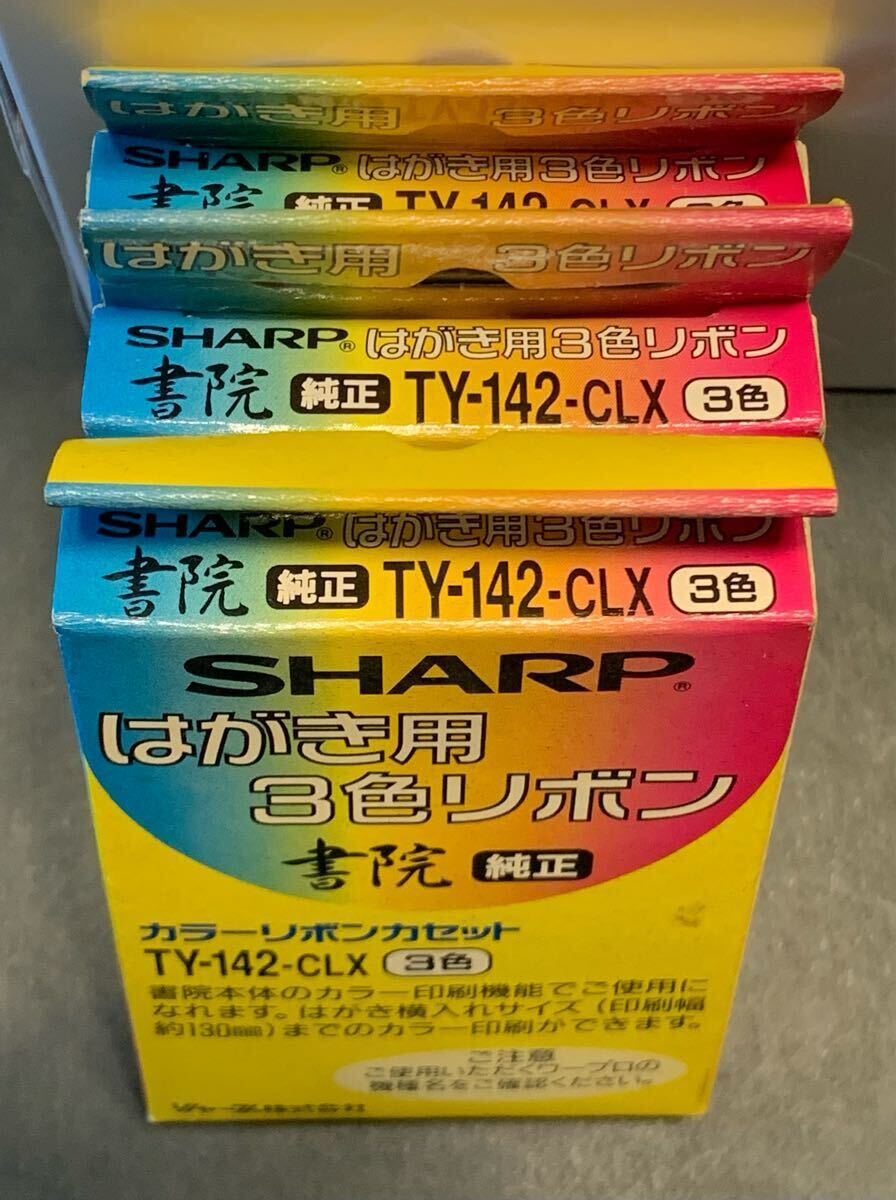 はがき用 3色リボン
SHARP® はがき用3色リボン
書院 純正 TY-142-CLX 3色
はがき用 3色リボン
SHARP® はがき用3色リボン
書院 純正 TY-142-CLX 3色
SHARP® はがき用3色リボン
書院 純正 TY-142-CLX 3色
SHARP®
はがき用
3色リボン
書院 純正
カラーリボンカセット
TY-142-CLX 3色
書院本体のカラー印刷機能でご使用に
なれます。はがき横入れサイズ(印刷幅
約130mm)までのカラー印刷ができます。
ご注意
ご使用いただくワープロの
機種名をご確認ください。
シャープ株式会社